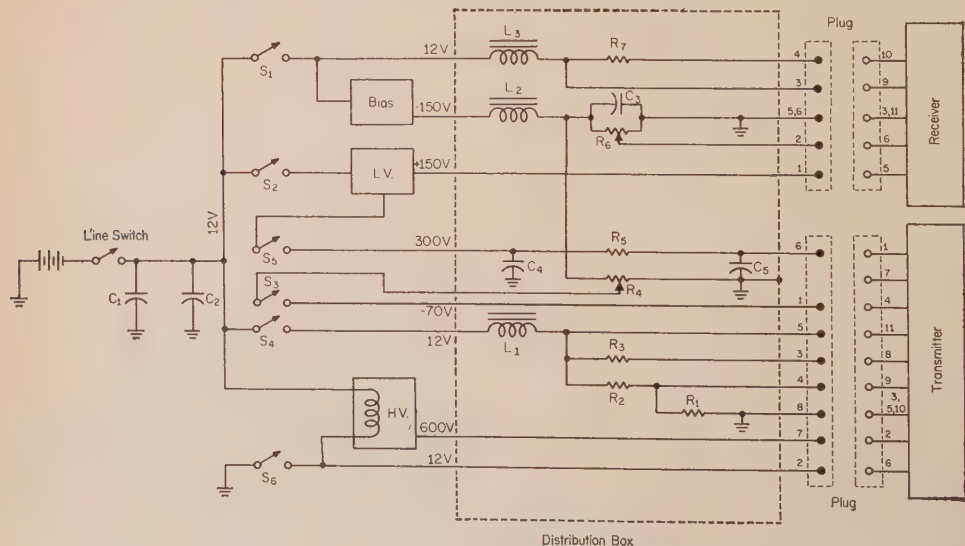 Plug
Plug
S1
12V
L3
R7
4
10
3
9
Bias
-150V
L2
C3
5,6
3,11
R6
2
6
Receiver
S2
L.V.
+150V
1
5
12V
Line Switch
C1
C2
S5
300V
C4
R5
C5
6
1
S3
R4
7
-70V
1
4
S4
12V
L1
5
11
R3
3
8
R2
4
9
R1
8
3,
5,10
Transmitter
H.V.
600V
7
2
S6
12V
2
6
Distribution Box